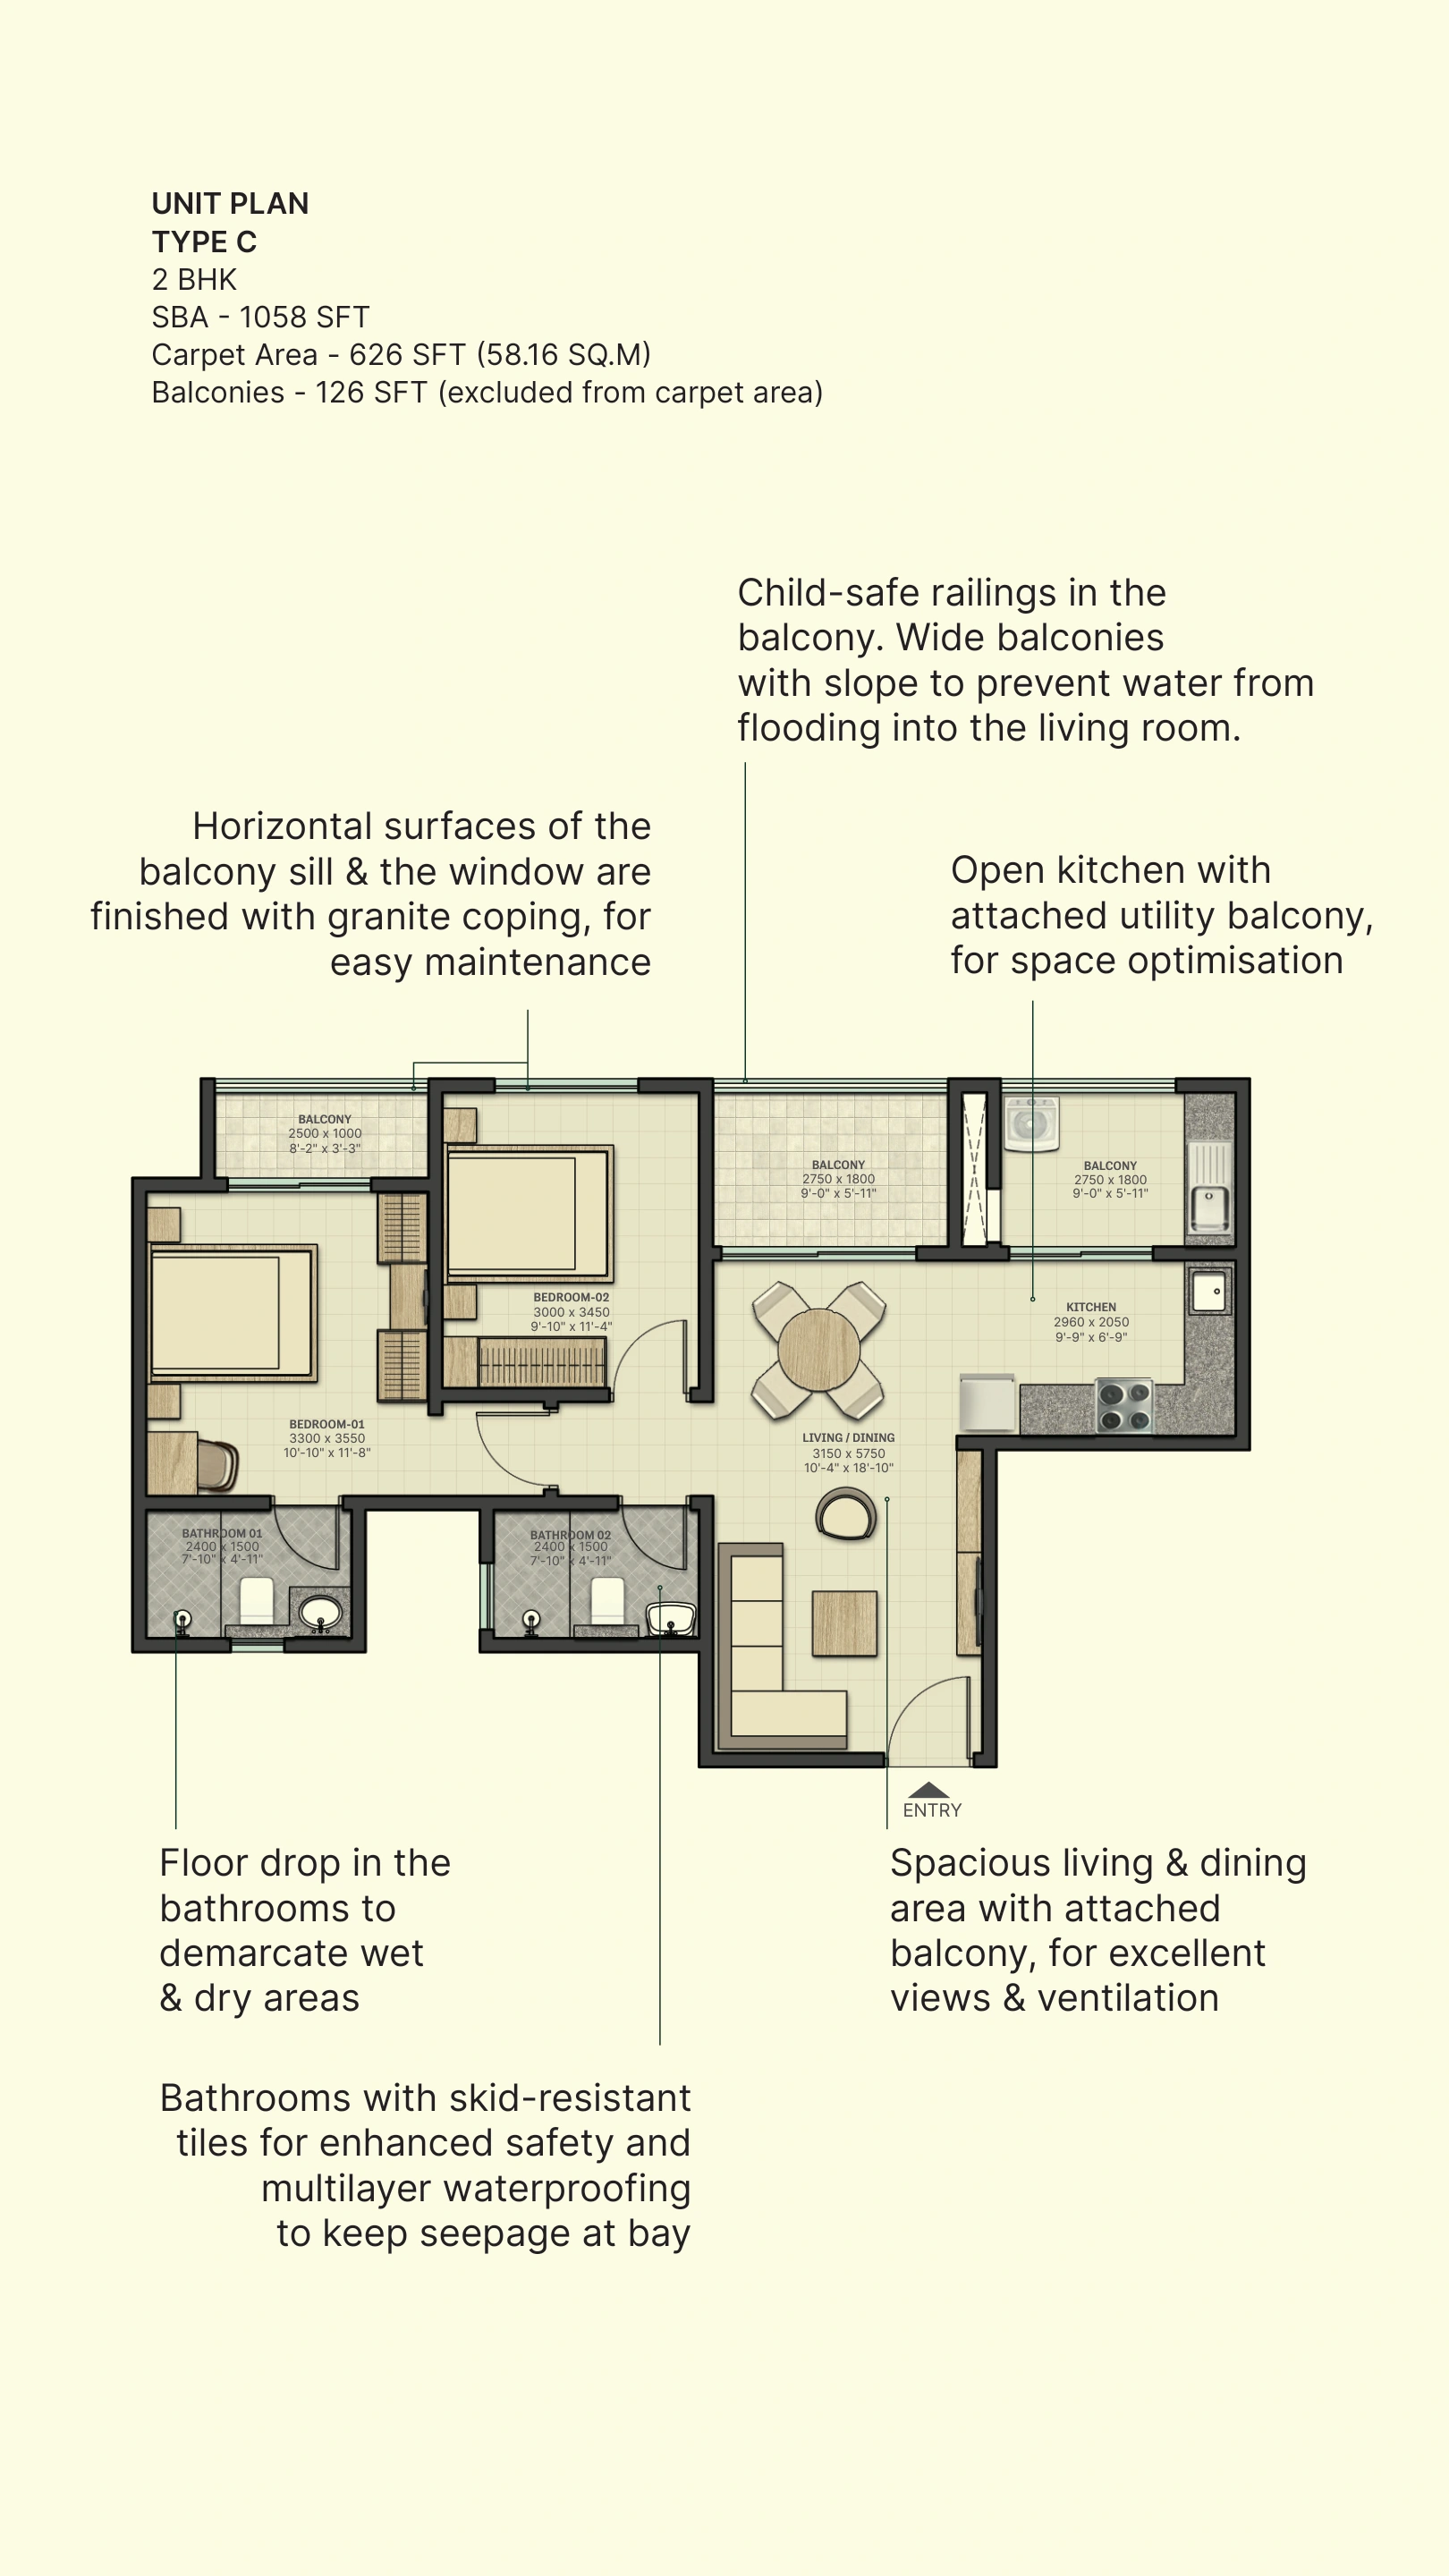 UNIT PLAN
TYPE C
2 BHK
SBA - 1058 SFT
Carpet Area - 626 SFT (58.16 SQ.M)
Balconies - 126 SFT (excluded from carpet area)
Child-safe railings in the
balcony. Wide balconies
with slope to prevent water from
flooding into the living room.
Horizontal surfaces of the
balcony sill & the window are
finished with granite coping, for
easy maintenance
Open kitchen with
attached utility balcony,
for space optimisation
BALCONY
2500 x 1000
8'-2" x 3'-3"
BALCONY
2750 x 1800
9'-0" x 5'-11"
BALCONY
2750 x 1800
9'-0" x 5'-11"
BEDROOM-02
3000 x 3450
9'-10" x 11'-4"
KITCHEN
2960 x 2050
9'-9" x 6'-9"
BEDROOM-01
3300 x 3550
10'-10" x 11'-8"
LIVING / DINING
3150 x 5750
10'-4" x 18'-10"
BATHROOM 01
2400 x 1500
7'-10" x 4'-11"
BATHROOM 02
2400 x 1500
7'-10" x 4'-11"
ENTRY
Floor drop in the
bathrooms to
demarcate wet
& dry areas
Spacious living & dining
area with attached
balcony, for excellent
views & ventilation
Bathrooms with skid-resistant
tiles for enhanced safety and
multilayer waterproofing
to keep seepage at bay